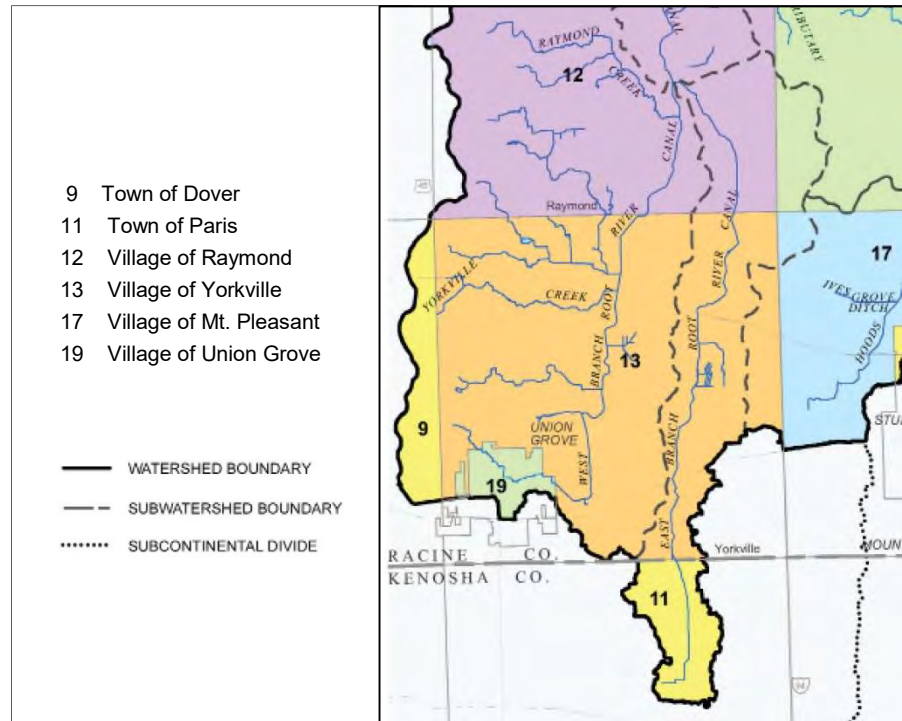 9 Town of Dover
11 Town of Paris
12 Village of Raymond
13 Village of Yorkville
17 Village of Mt. Pleasant
19 Village of Union Grove
WATERSHED BOUNDARY
SUBWATERSHED BOUNDARY
SUBCONTINENTAL DIVIDE
RAYMOND
CREEK
12
CANAL
Raymond
RIVER
ROOT
BRANCH
WEST
CANAL
RIVER
ROOT
BRANCH
EAST
YORKVILLE
CREEK
13
9
UNION
GROVE
19
17
IVES GROVE
DITCH
HOODS
RACINE CO.
KENOSHA CO.
Yorkville
11
94